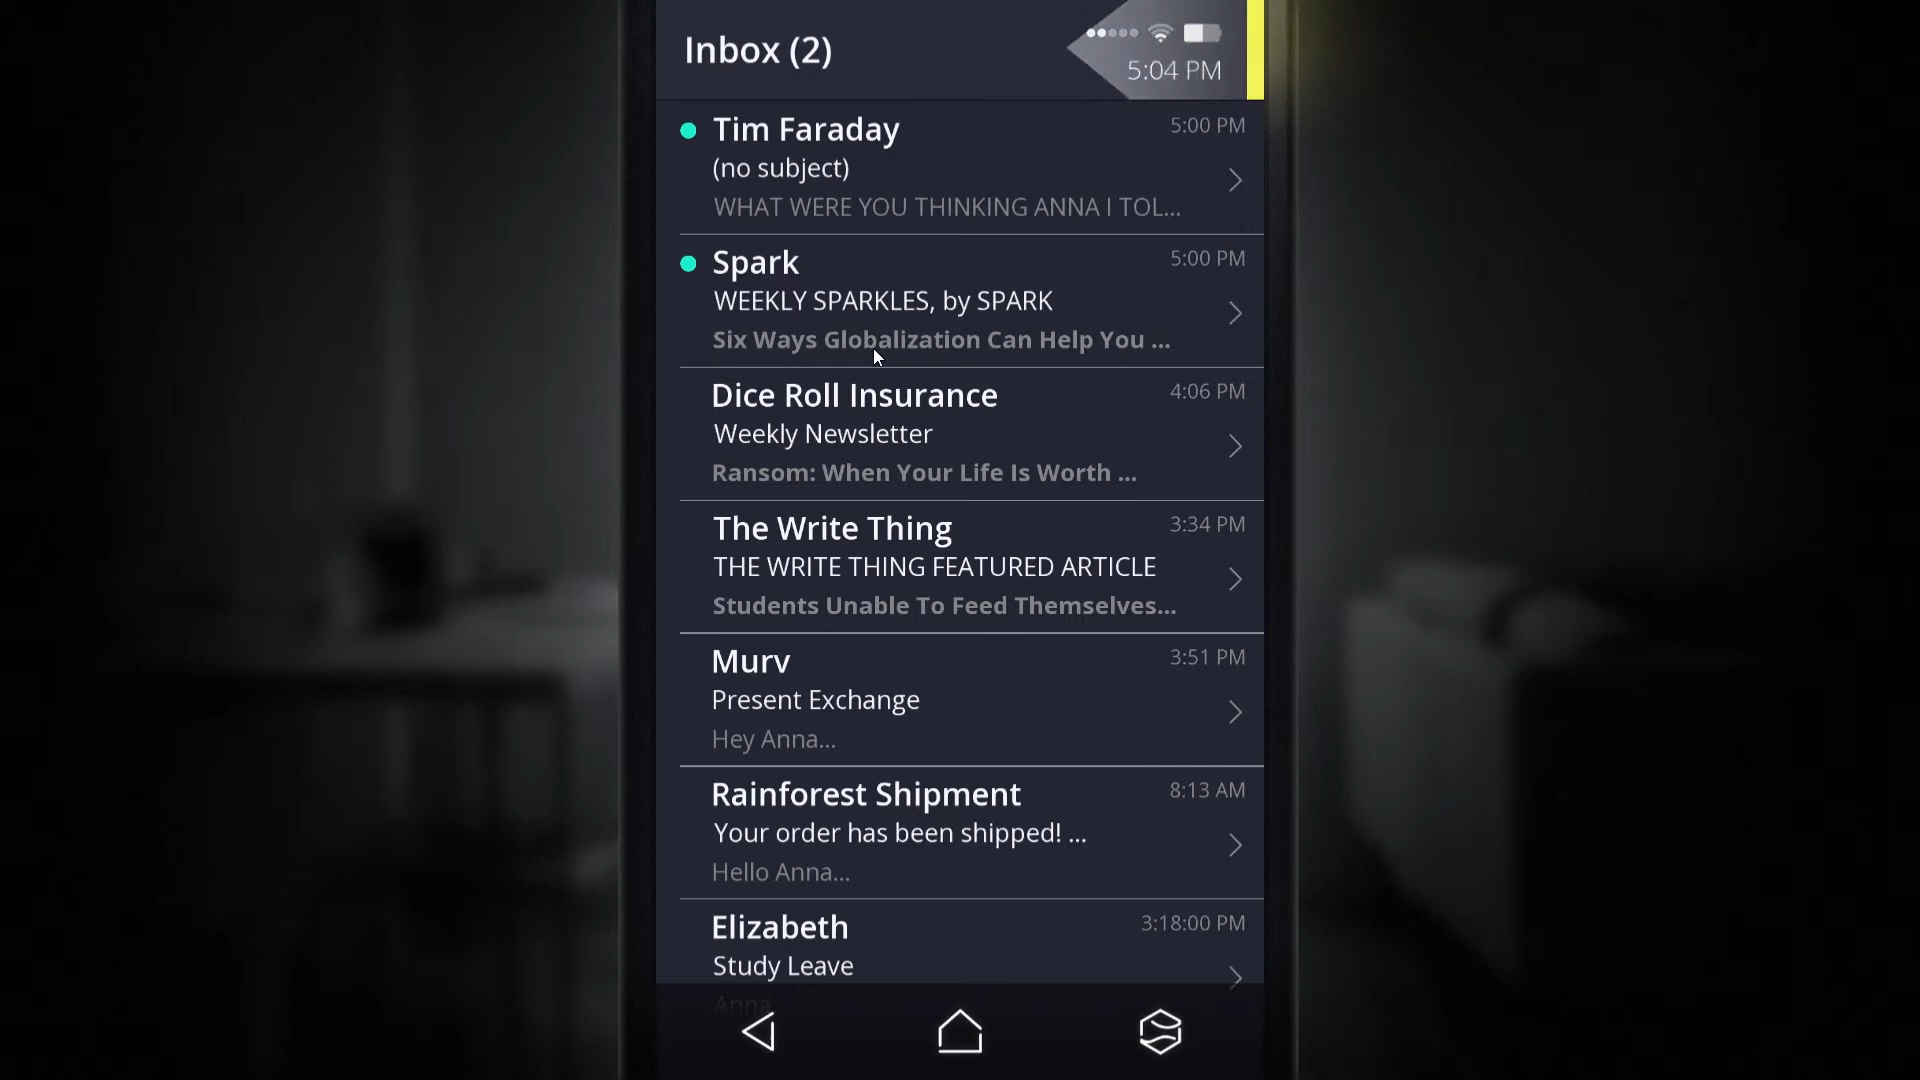 Inbox (2)
5:04 PM
Tim Faraday
5:00 PM
(no subject)
WHAT WERE YOU THINKING ANNA I TOL...
Spark
5:00 PM
WEEKLY SPARKLES, by SPARK
Six Ways Globalization Can Help You ...
Dice Roll Insurance
4:06 PM
Weekly Newsletter
Ransom: When Your Life Is Worth ...
The Write Thing
3:34 PM
THE WRITE THING FEATURED ARTICLE
Students Unable To Feed Themselves...
Murv
3:51 PM
Present Exchange
Hey Anna...
Rainforest Shipment
8:13 AM
Your order has been shipped! ...
Hello Anna...
Elizabeth
3:18:00 PM
Study Leave
Anna